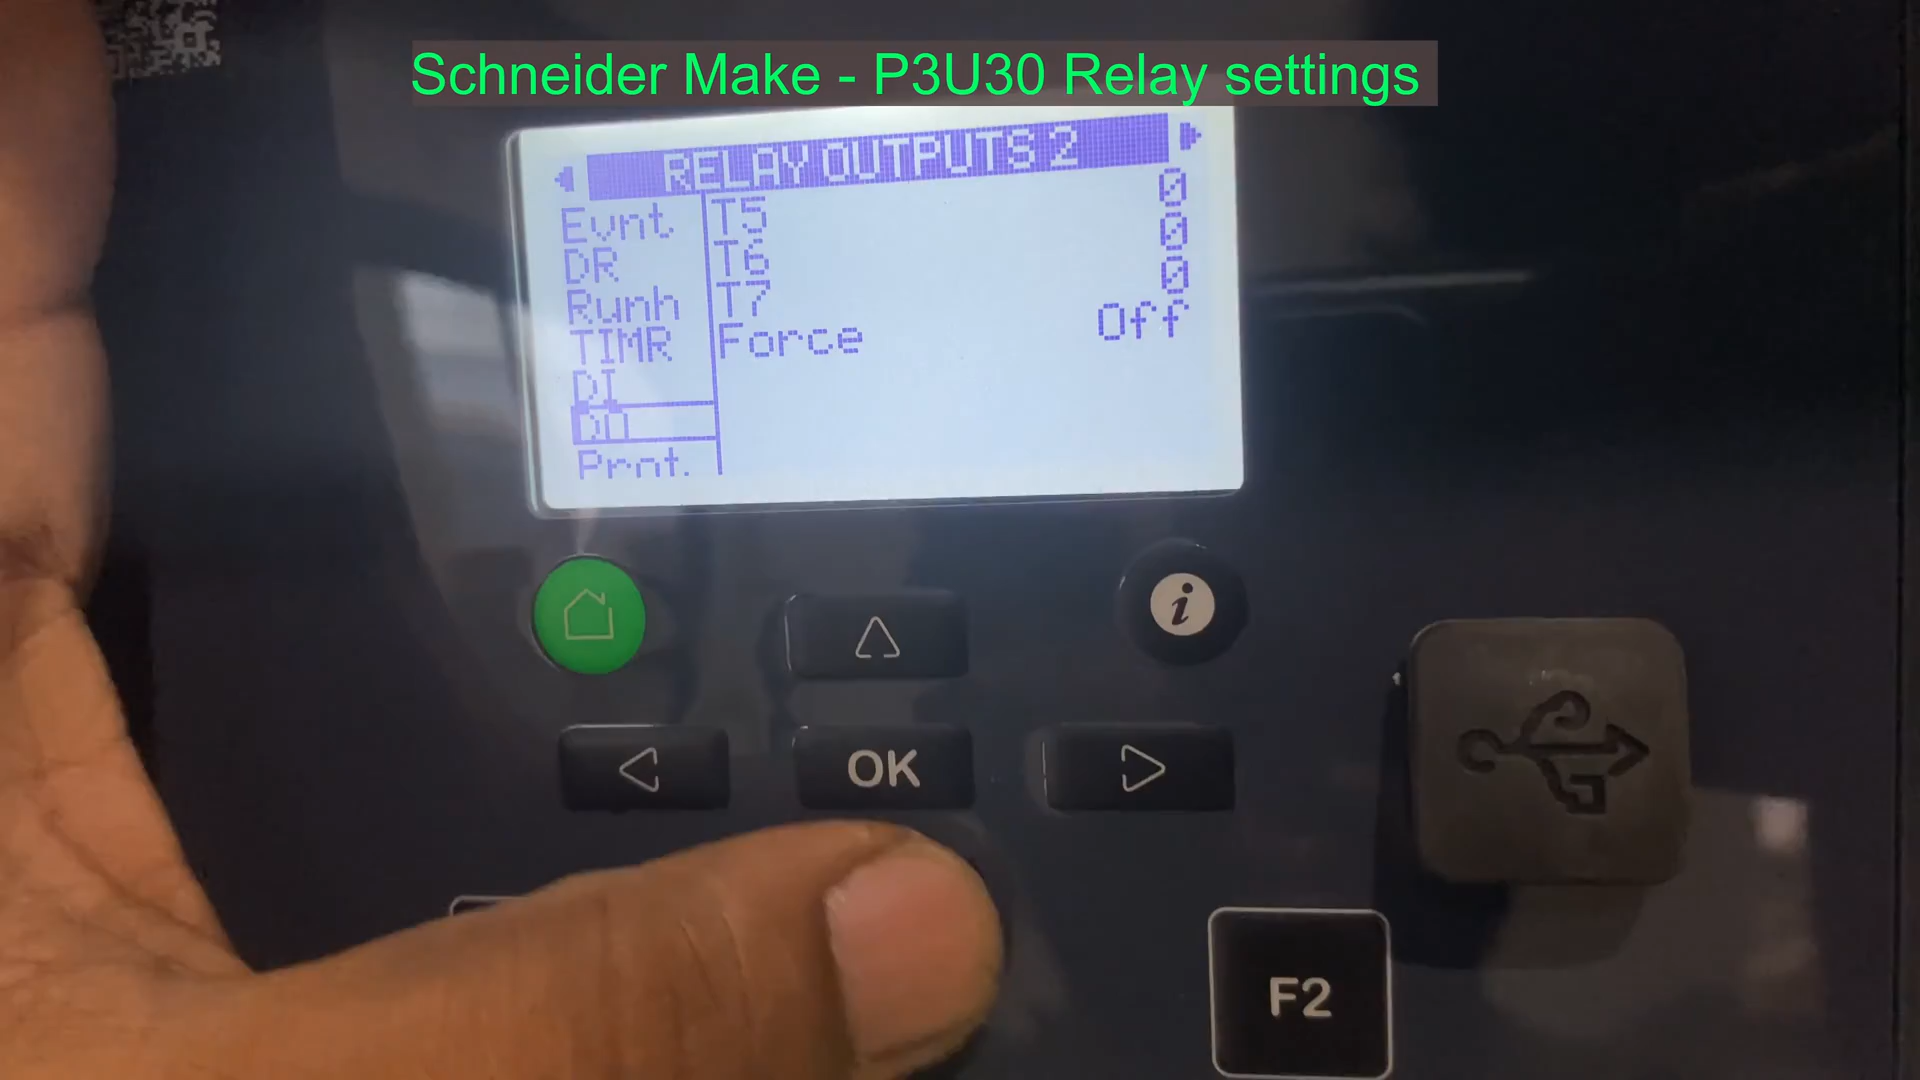 Schneider Make - P3U30 Relay settings
RELAY OUTPUTS 2
Evnt
DR
Runh
TIMR
DI
DO
Prot.
T5 0
T6 0
T7 0
Force Off
i
OK
F2